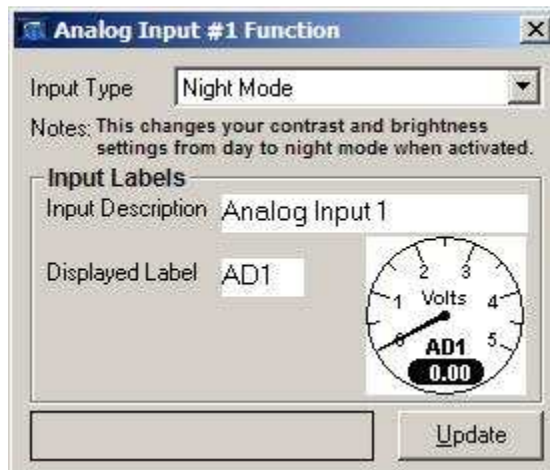 Analog Input #1 Function
Input Type Night Mode
Notes: This changes your contrast and brightness
settings from day to night mode when activated.
Input Labels
Input Description Analog Input 1
Displayed Label AD1
2 3
1 Volts 4
0 5
AD1
0.00
Update